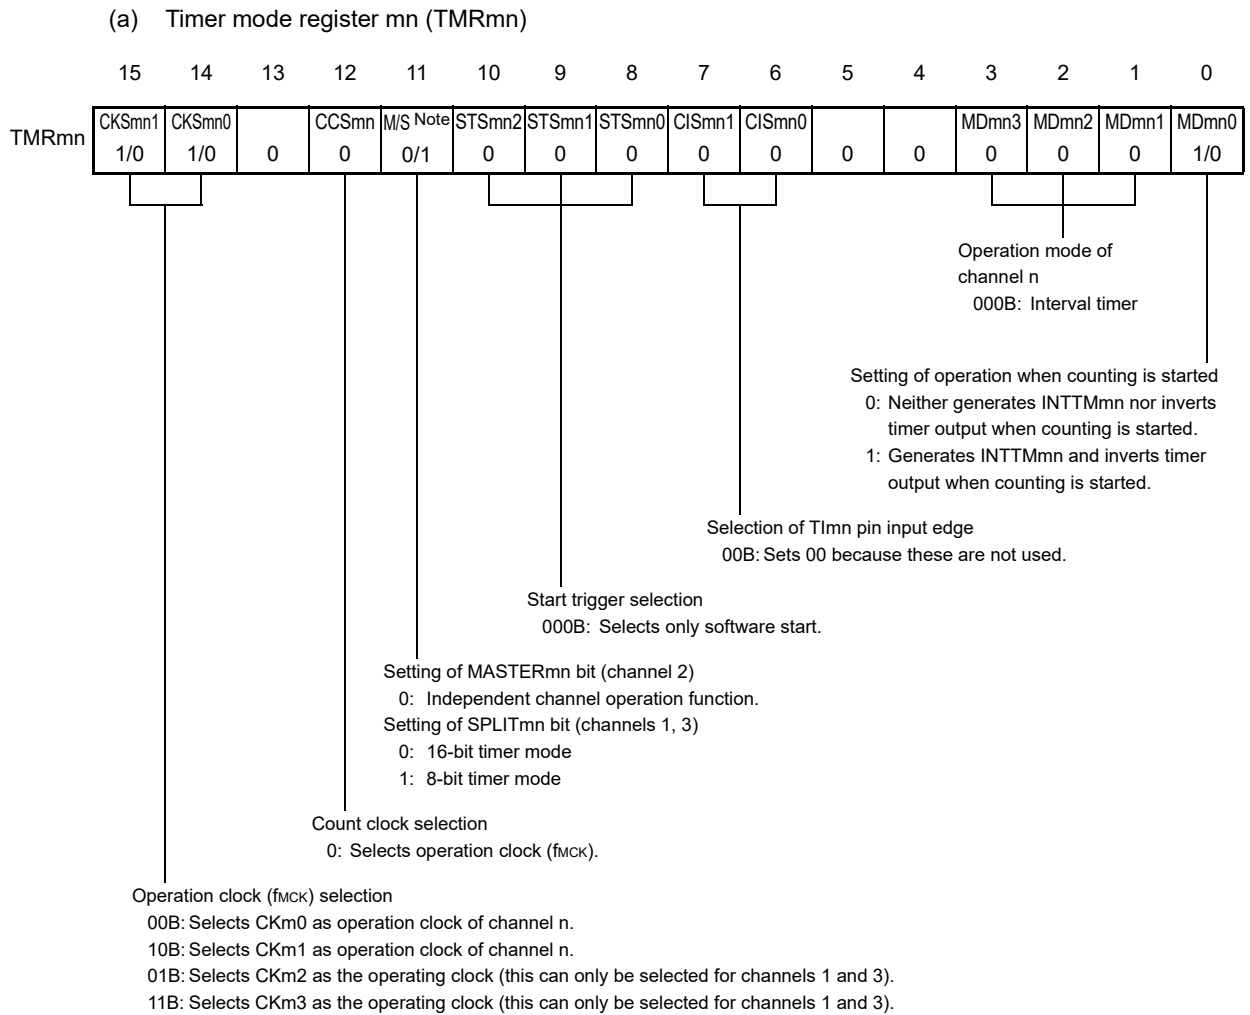 (a) Timer mode register mn (TMRmn)
15 14 13 12 11 10 9 8 7 6 5 4 3 2 1 0
TMRmn
CKSmn1 CKSmn0 CCSmn M/S Note STSmn2 STSmn1 STSmn0 CISmn1 CISmn0 MDmn3 MDmn2 MDmn1 MDmn0
1/0 1/0 0 0 0/1 0 0 0 0 0 0 0 0 0 0 1/0
Operation mode of
channel n
000B: Interval timer
Setting of operation when counting is started
0: Neither generates INTTMmn nor inverts
timer output when counting is started.
1: Generates INTTMmn and inverts timer
output when counting is started.
Selection of TImn pin input edge
00B: Sets 00 because these are not used.
Start trigger selection
000B: Selects only software start.
Setting of MASTERmn bit (channel 2)
0: Independent channel operation function.
Setting of SPLITmn bit (channels 1, 3)
0: 16-bit timer mode
1: 8-bit timer mode
Count clock selection
0: Selects operation clock (fMCK).
Operation clock (fMCK) selection
00B: Selects CKm0 as operation clock of channel n.
10B: Selects CKm1 as operation clock of channel n.
01B: Selects CKm2 as the operating clock (this can only be selected for channels 1 and 3).
11B: Selects CKm3 as the operating clock (this can only be selected for channels 1 and 3).